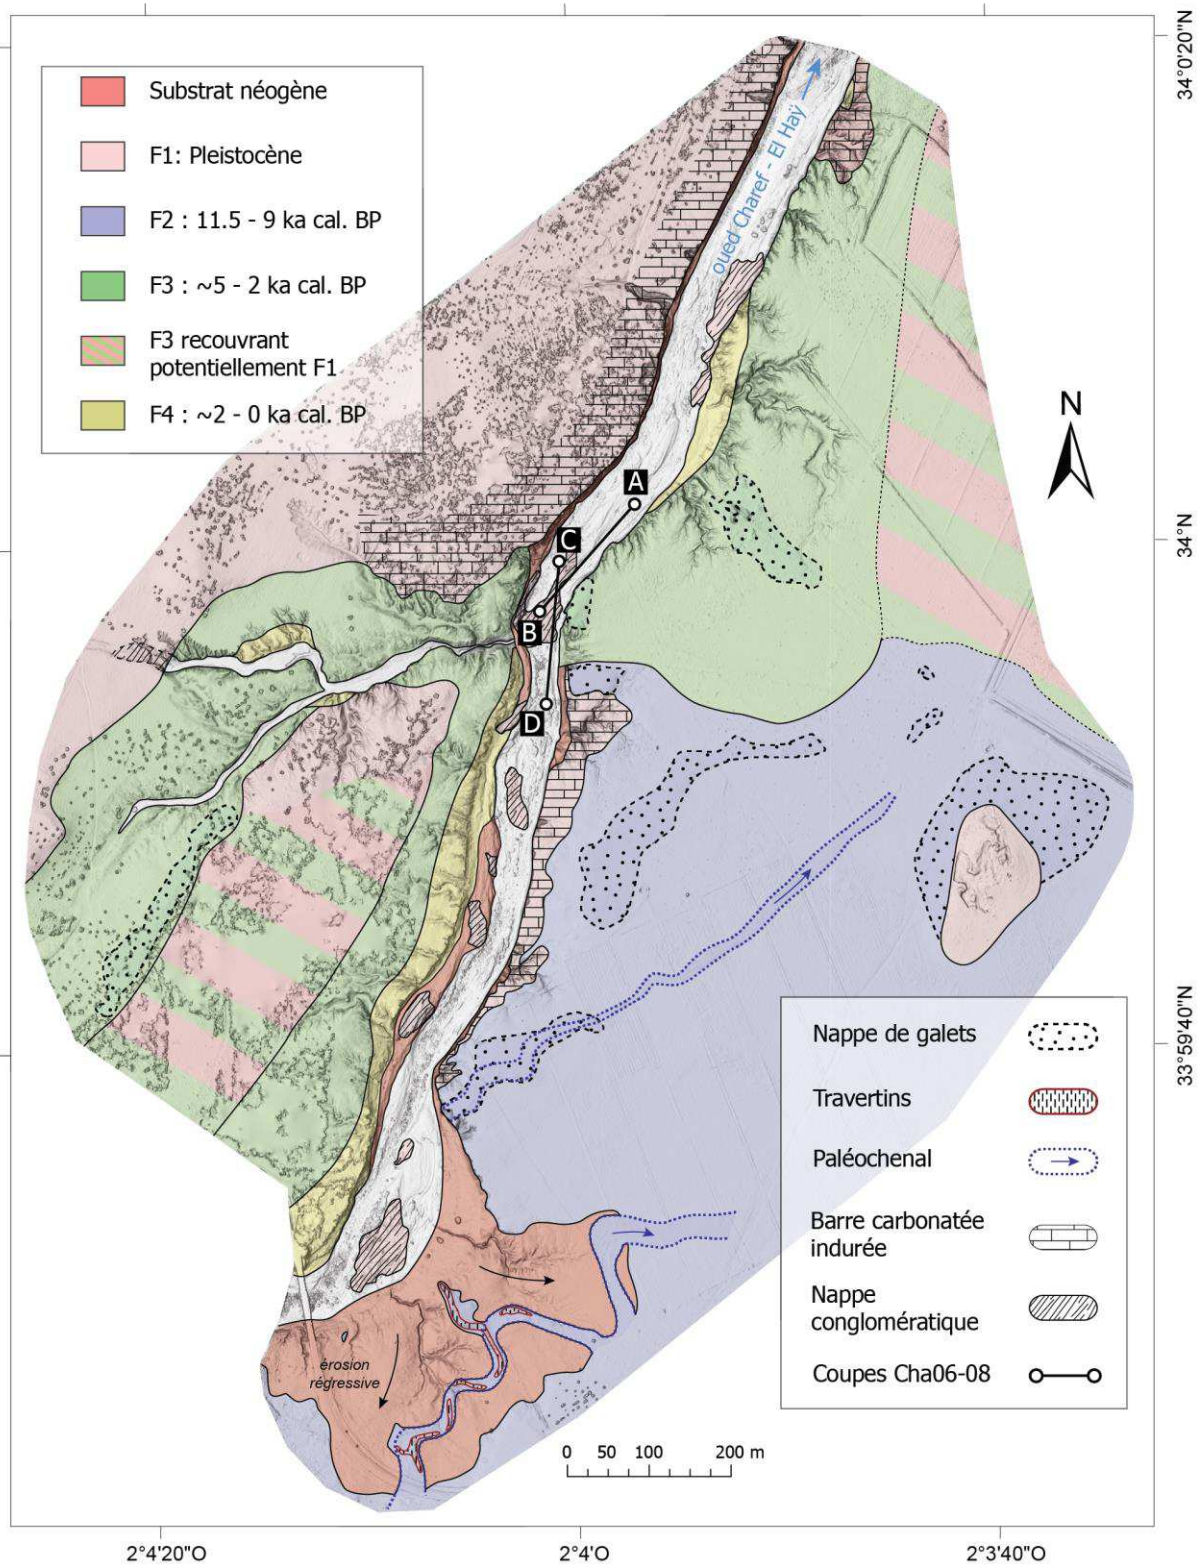 Substrat néogène
F1: Pleistocène
F2 : 11.5 - 9 ka cal. BP
F3 : ~5 - 2 ka cal. BP
F3 recouvrant
potentiellement F1
F4 : ~2 - 0 ka cal. BP
34°0'20"N
oued Charef - El Haÿ
N
A
34°N
C
B
D
33°59'40"N
Nappe de galets
Travertins
Paléochenal
Barre carbonatée
indurée
Nappe
conglomératique
Coupes Cha06-08
érosion
régressive
0 50 100 200 m
2°4'20"O
2°4'O
2°3'40"O